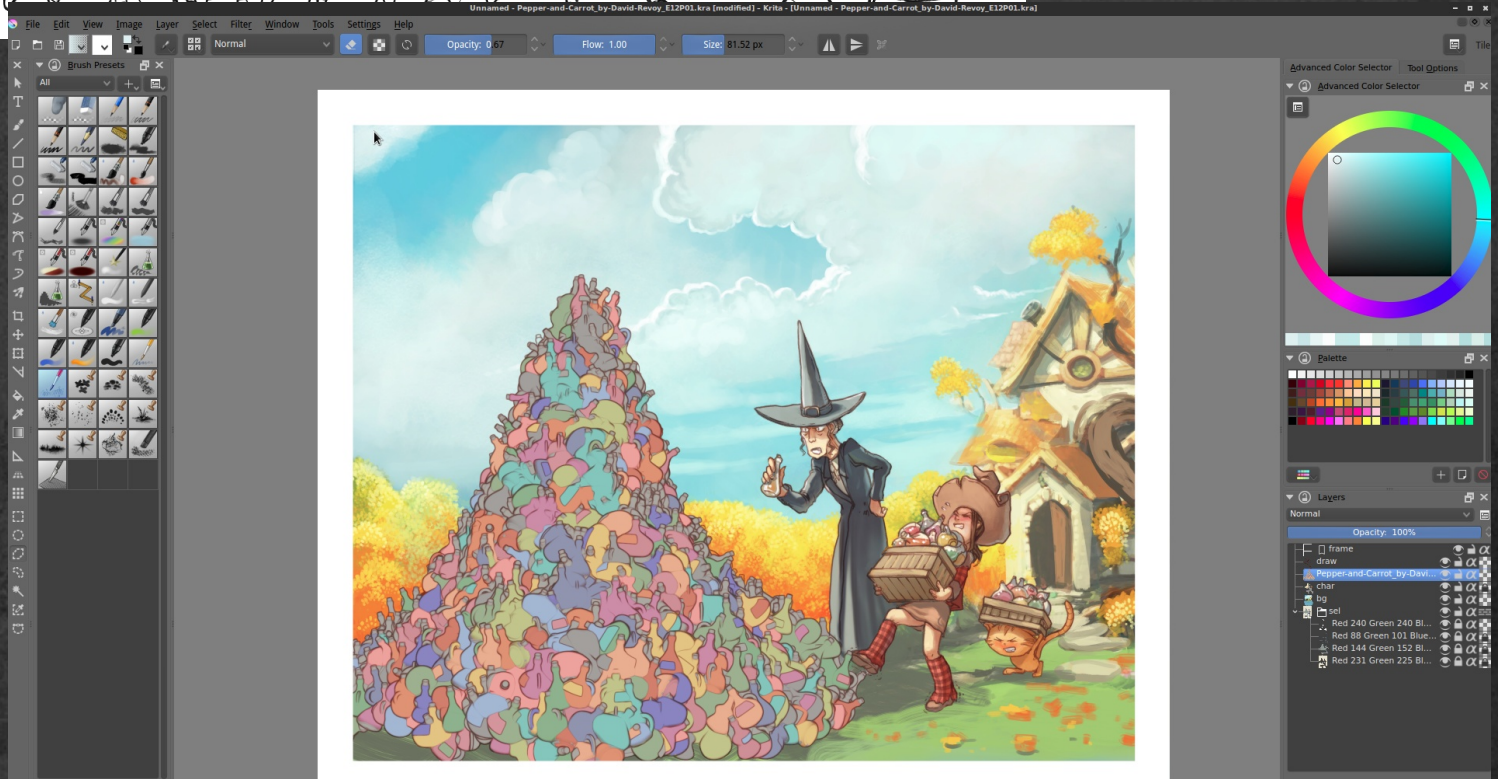 Unnamed - Pepper-and-Carrot_by-David-Revoy_E12P01.kra [modified] - Krita - [Unnamed - Pepper-and-Carrot_by-David-Revoy_E12P01.kra]
File Edit View Image Layer Select Filter Window Tools Settings Help
Normal Opacity: 0.67 Flow: 1.00 Size: 81.52 px Tile
Brush Presets
All
Advanced Color Selector Tool Options
Advanced Color Selector
Palette
Layers
Normal
Opacity: 100%
frame
draw
Pepper-and-Carrot_by-Davi...
char
bg
sel
Red 240 Green 240 Bl...
Red 88 Green 101 Blue...
Red 144 Green 152 Bl...
Red 231 Green 225 Bl...